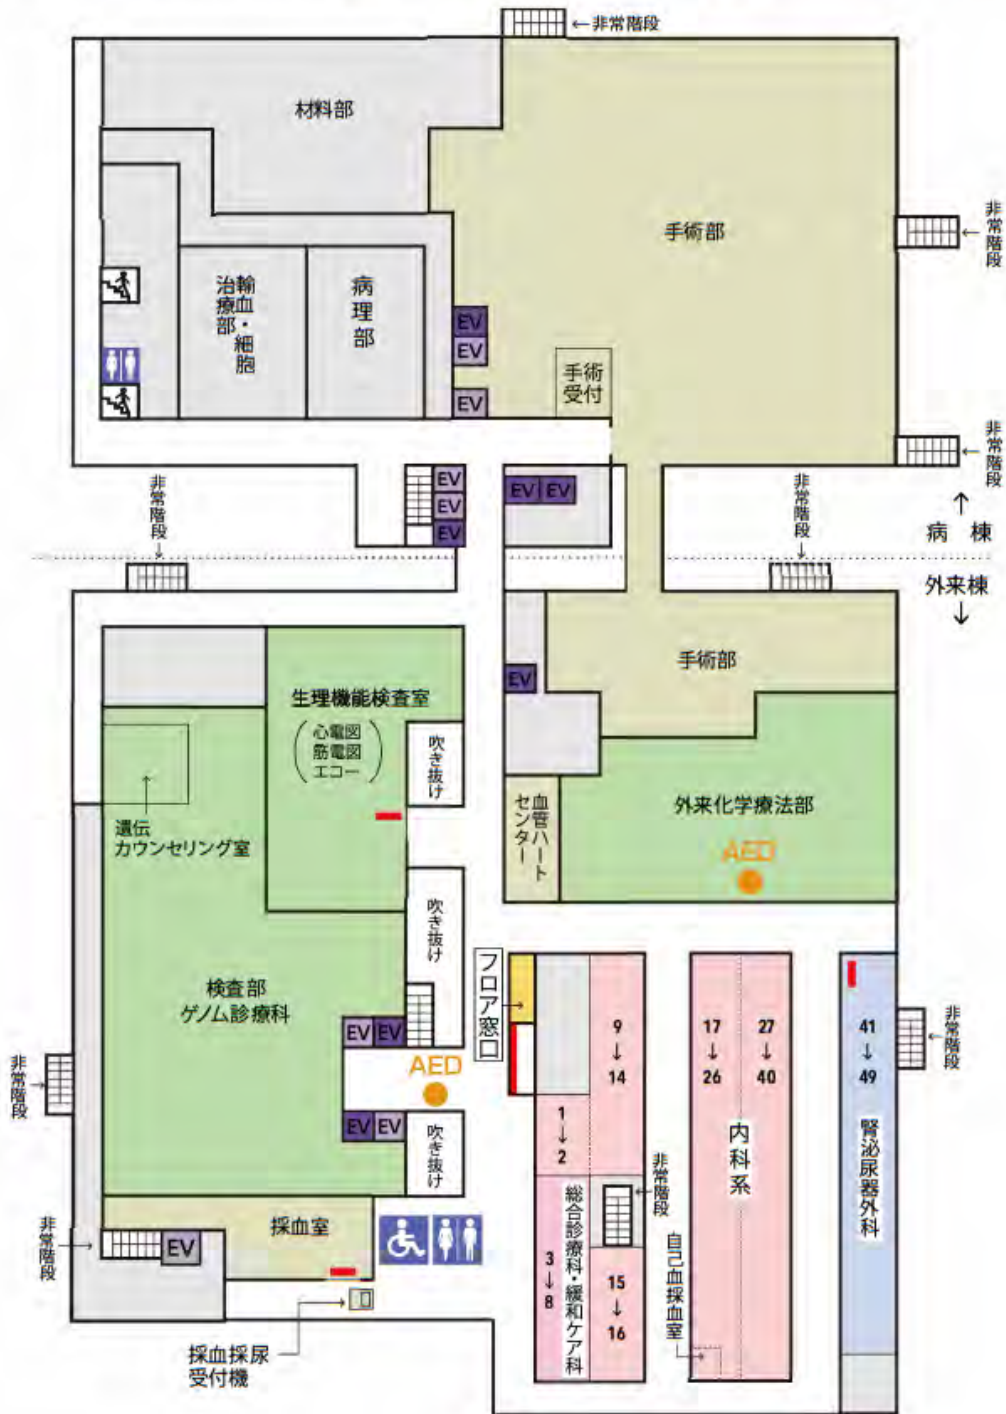 ←非常階段
材料部
手術部
非常階段
←
輸血・細胞
治療部
病理部
EV
EV
EV
手術
受付
非常階段
←
非常階段
↓
EV
EV
EV
EV EV
非常階段
↓
↑
病 棟
外来棟
↓
手術部
EV
生理機能検査室
心電図
筋電図
エコー
吹き抜け
遺伝
カウンセリング室
血管ハート
センター
外来化学療法部
AED
吹き抜け
フロア窓口
検査部
ゲノム診療科
EV EV
AED
EV EV
吹き抜け
非常階段
→
9
↓
14
17
↓
26
27
↓
40
41
↓
49
←
非常階段
1
↓
2
内科系
腎泌尿器外科
非常階段
総合診療科・緩和ケア科
3
↓
8
15
↓
16
自己血採血室
採血室
非常階段
EV
採血採尿
受付機